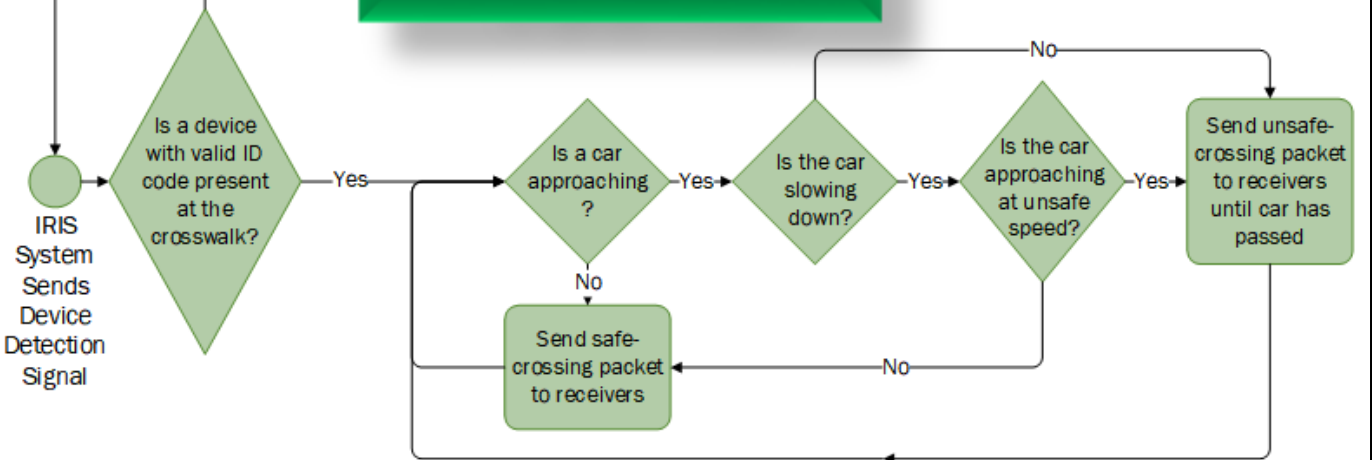 IRIS
System
Sends
Device
Detection
Signal
Is a device
with valid ID
code present
at the
crosswalk?
Yes
Is a car
approaching
?
Yes
No
Send safe-
crossing packet
to receivers
Is the car
slowing
down?
No
Yes
Is the car
approaching
at unsafe
speed?
Yes
No
Send unsafe-
crossing packet
to receivers
until car has
passed